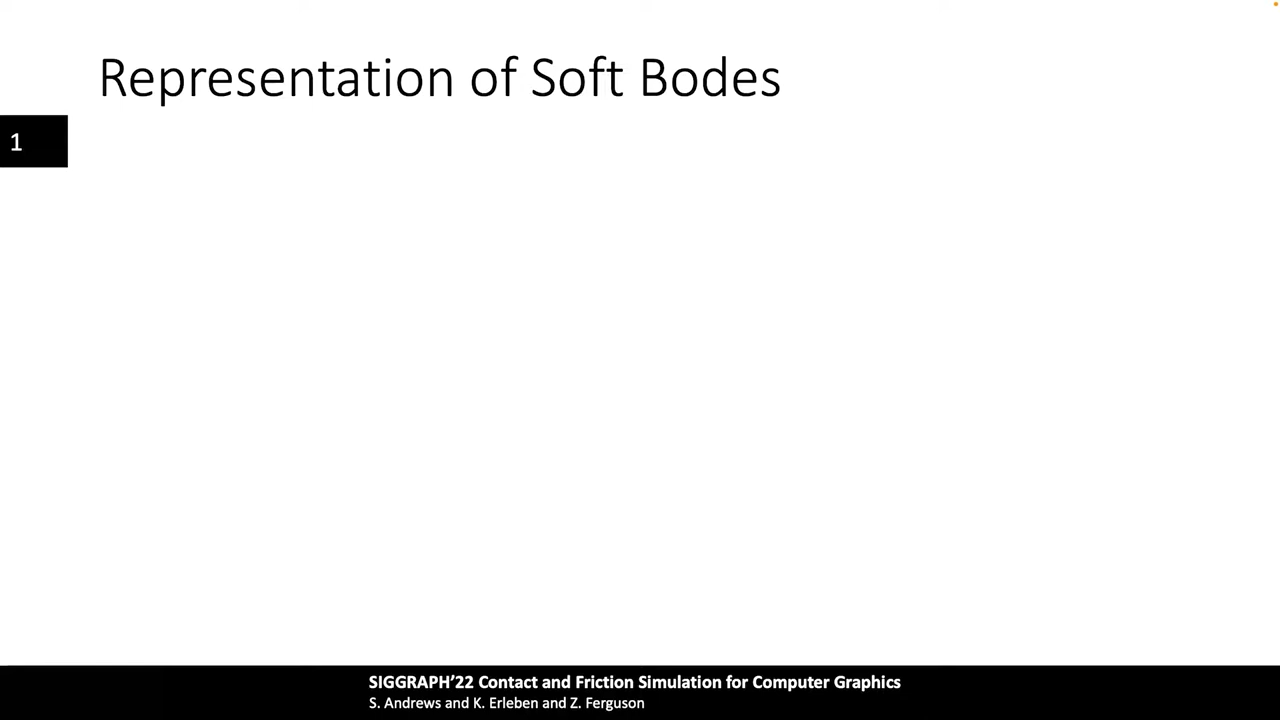 Representation of Soft Bodes
1
SIGGRAPH’22 Contact and Friction Simulation for Computer Graphics
S. Andrews and K. Erleben and Z. Ferguson